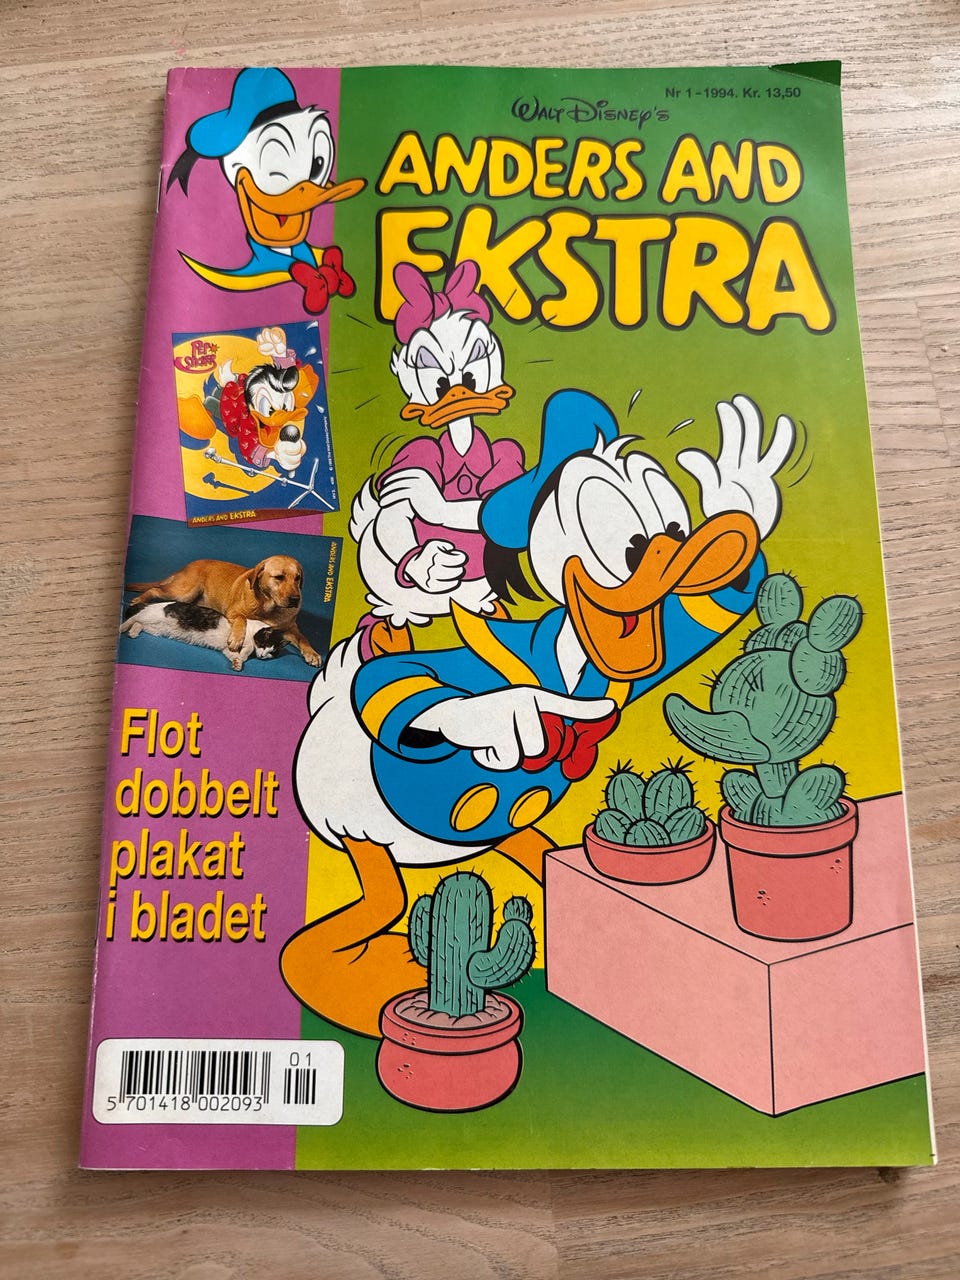 Nr 1-1994. Kr. 13,50
WALT DISNEY'S
ANDERS AND
EKSTRA
ANDERS AND EKSTRA
ANDERS AND EKSTRA
Flot
dobbelt
plakat
i bladet
01
5 701418 002093